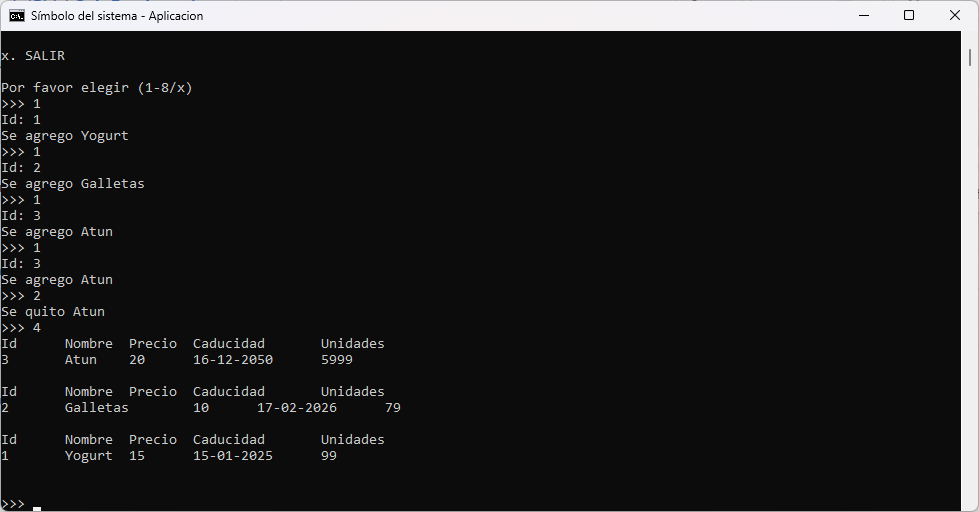 Símbolo del sistema - Aplicacion
x. SALIR
Por favor elegir (1-8/x)
>>> 1
Id: 1
Se agrego Yogurt
>>> 1
Id: 2
Se agrego Galletas
>>> 1
Id: 3
Se agrego Atun
>>> 1
Id: 3
Se agrego Atun
>>> 2
Se quito Atun
>>> 4
Id Nombre Precio Caducidad Unidades
3 Atun 20 16-12-2050 5999
Id Nombre Precio Caducidad Unidades
2 Galletas 10 17-02-2026 79
Id Nombre Precio Caducidad Unidades
1 Yogurt 15 15-01-2025 99
>>>